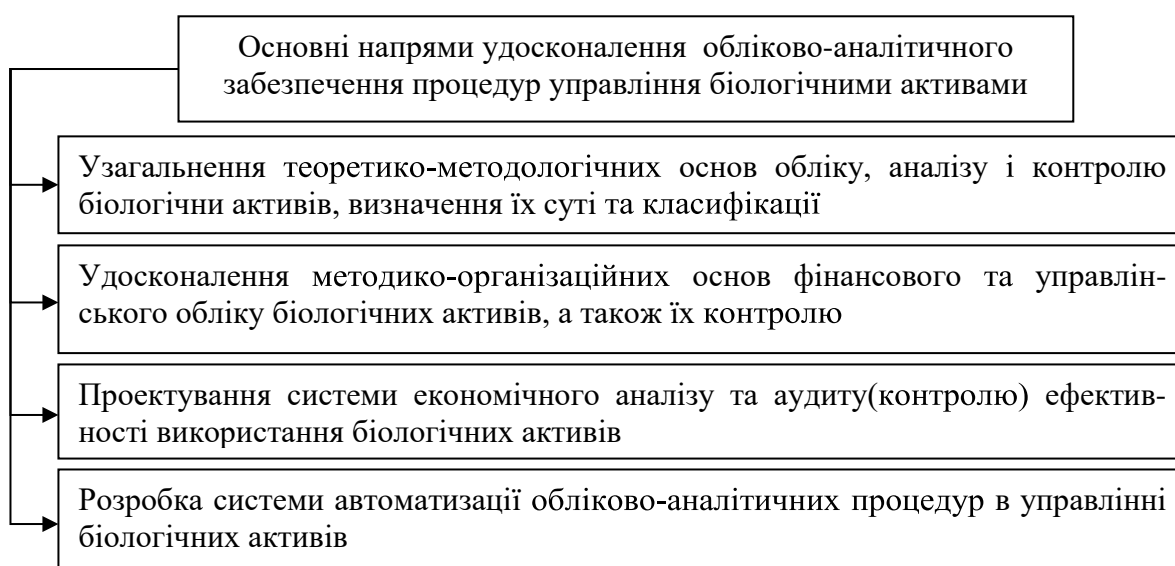 Основні напрями удосконалення обліково-аналітичного
забезпечення процедур управління біологічними активами
Узагальнення теоретико-методологічних основ обліку, аналізу і контролю
біологічни активів, визначення їх суті та класифікації
Удосконалення методико-організаційних основ фінансового та управлін-
ського обліку біологічних активів, а також їх контролю
Проектування системи економічного аналізу та аудиту(контролю) ефектив-
ності використання біологічних активів
Розробка системи автоматизації обліково-аналітичних процедур в управлінні
біологічних активів